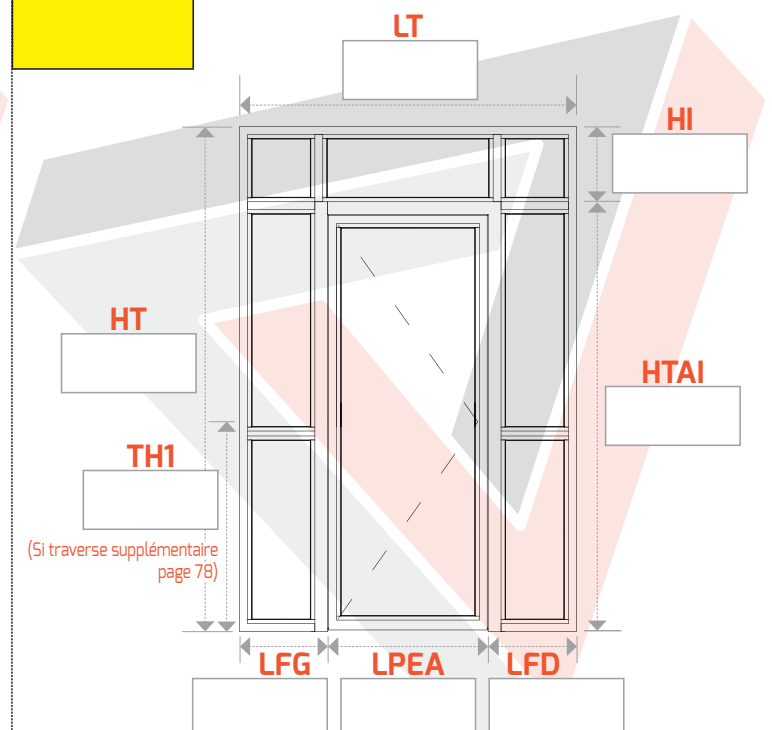 LT
HI
HT
HTAI
TH1
(Si traverse supplémentaire
page 78)
LFG
LPEA
LFD